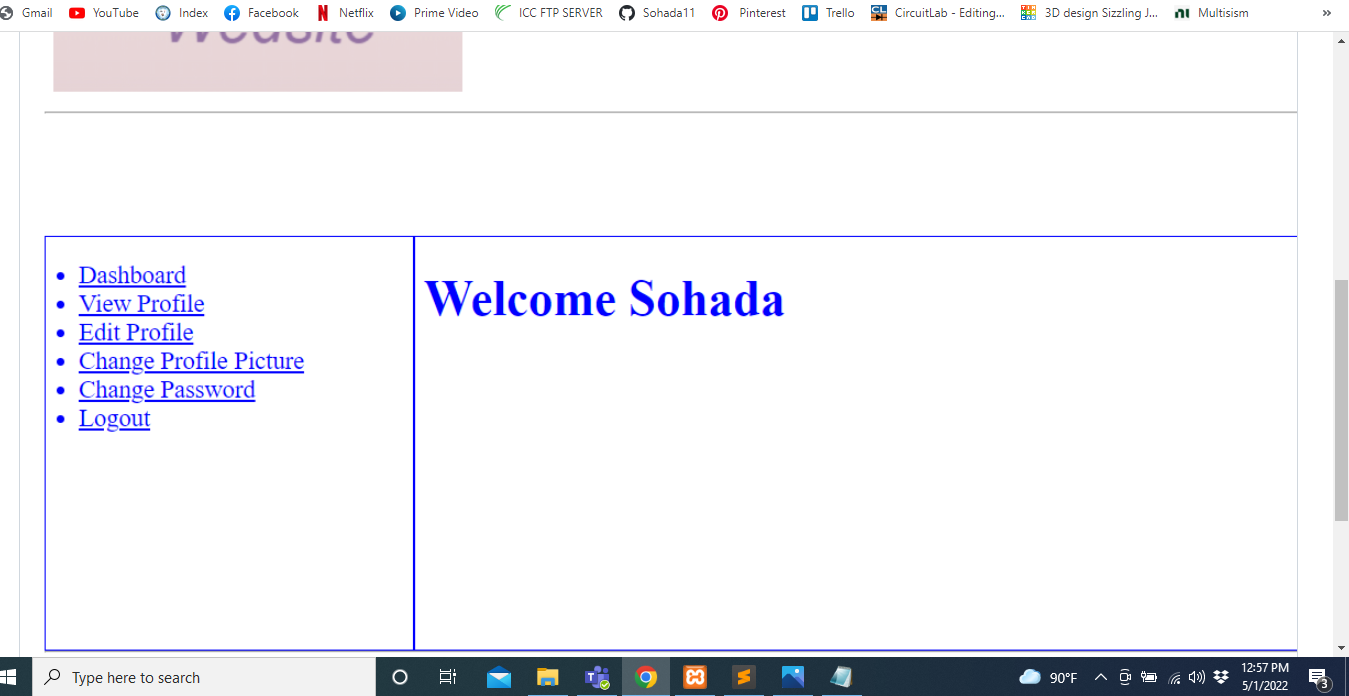 Gmail YouTube Index Facebook Netflix Prime Video ICC FTP SERVER Sohada11 Pinterest Trello CircuitLab - Editing... 3D design Sizzling J... Multisism »
Dashboard
View Profile
Edit Profile
Change Profile Picture
Change Password
Logout
Welcome Sohada
Type here to search
90°F
12:57 PM
5/1/2022
3